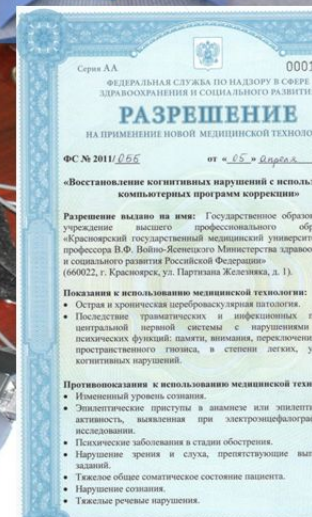 Серия АА 0001
ФЕДЕРАЛЬНАЯ СЛУЖБА ПО НАДЗОРУ В СФЕРЕ
ЗДРАВООХРАНЕНИЯ И СОЦИАЛЬНОГО РАЗВИТИ
РАЗРЕШЕНИЕ
НА ПРИМЕНЕНИЕ НОВОЙ МЕДИЦИНСКОЙ ТЕХНОЛО
ФС № 2011/055 от «05» апреля
«Восстановление когнитивных нарушений с использ
компьютерных программ коррекции»
Разрешение выдано на имя: Государственное образов
учреждение высшего профессионального обр
«Красноярский государственный медицинский университ
профессора В.Ф. Войно-Ясенецкого Министерства здравоо
и социального развития Российской Федерации»
(660022, г. Красноярск, ул. Партизана Железняка, д. 1).
Показания к использованию медицинской технологии:
• Острая и хроническая цереброваскулярная патология.
• Последствие травматических и инфекционных п
центральной нервной системы с нарушениями
психических функций: памяти, внимания, переключени
пространственного гнозиса, в степени легких, у
когнитивных нарушений.
Противопоказания к использованию медицинской техн
• Измененный уровень сознания.
• Эпилептические приступы в анамнезе или эпилепти
активность, выявленная при электроэнцефалограф
исследовании.
• Психические заболевания в стадии обострения.
• Нарушение зрения и слуха, препятствующие вып
заданий.
• Тяжелое общее соматическое состояние пациента.
• Нарушение сознания.
• Тяжелые речевые нарушения.